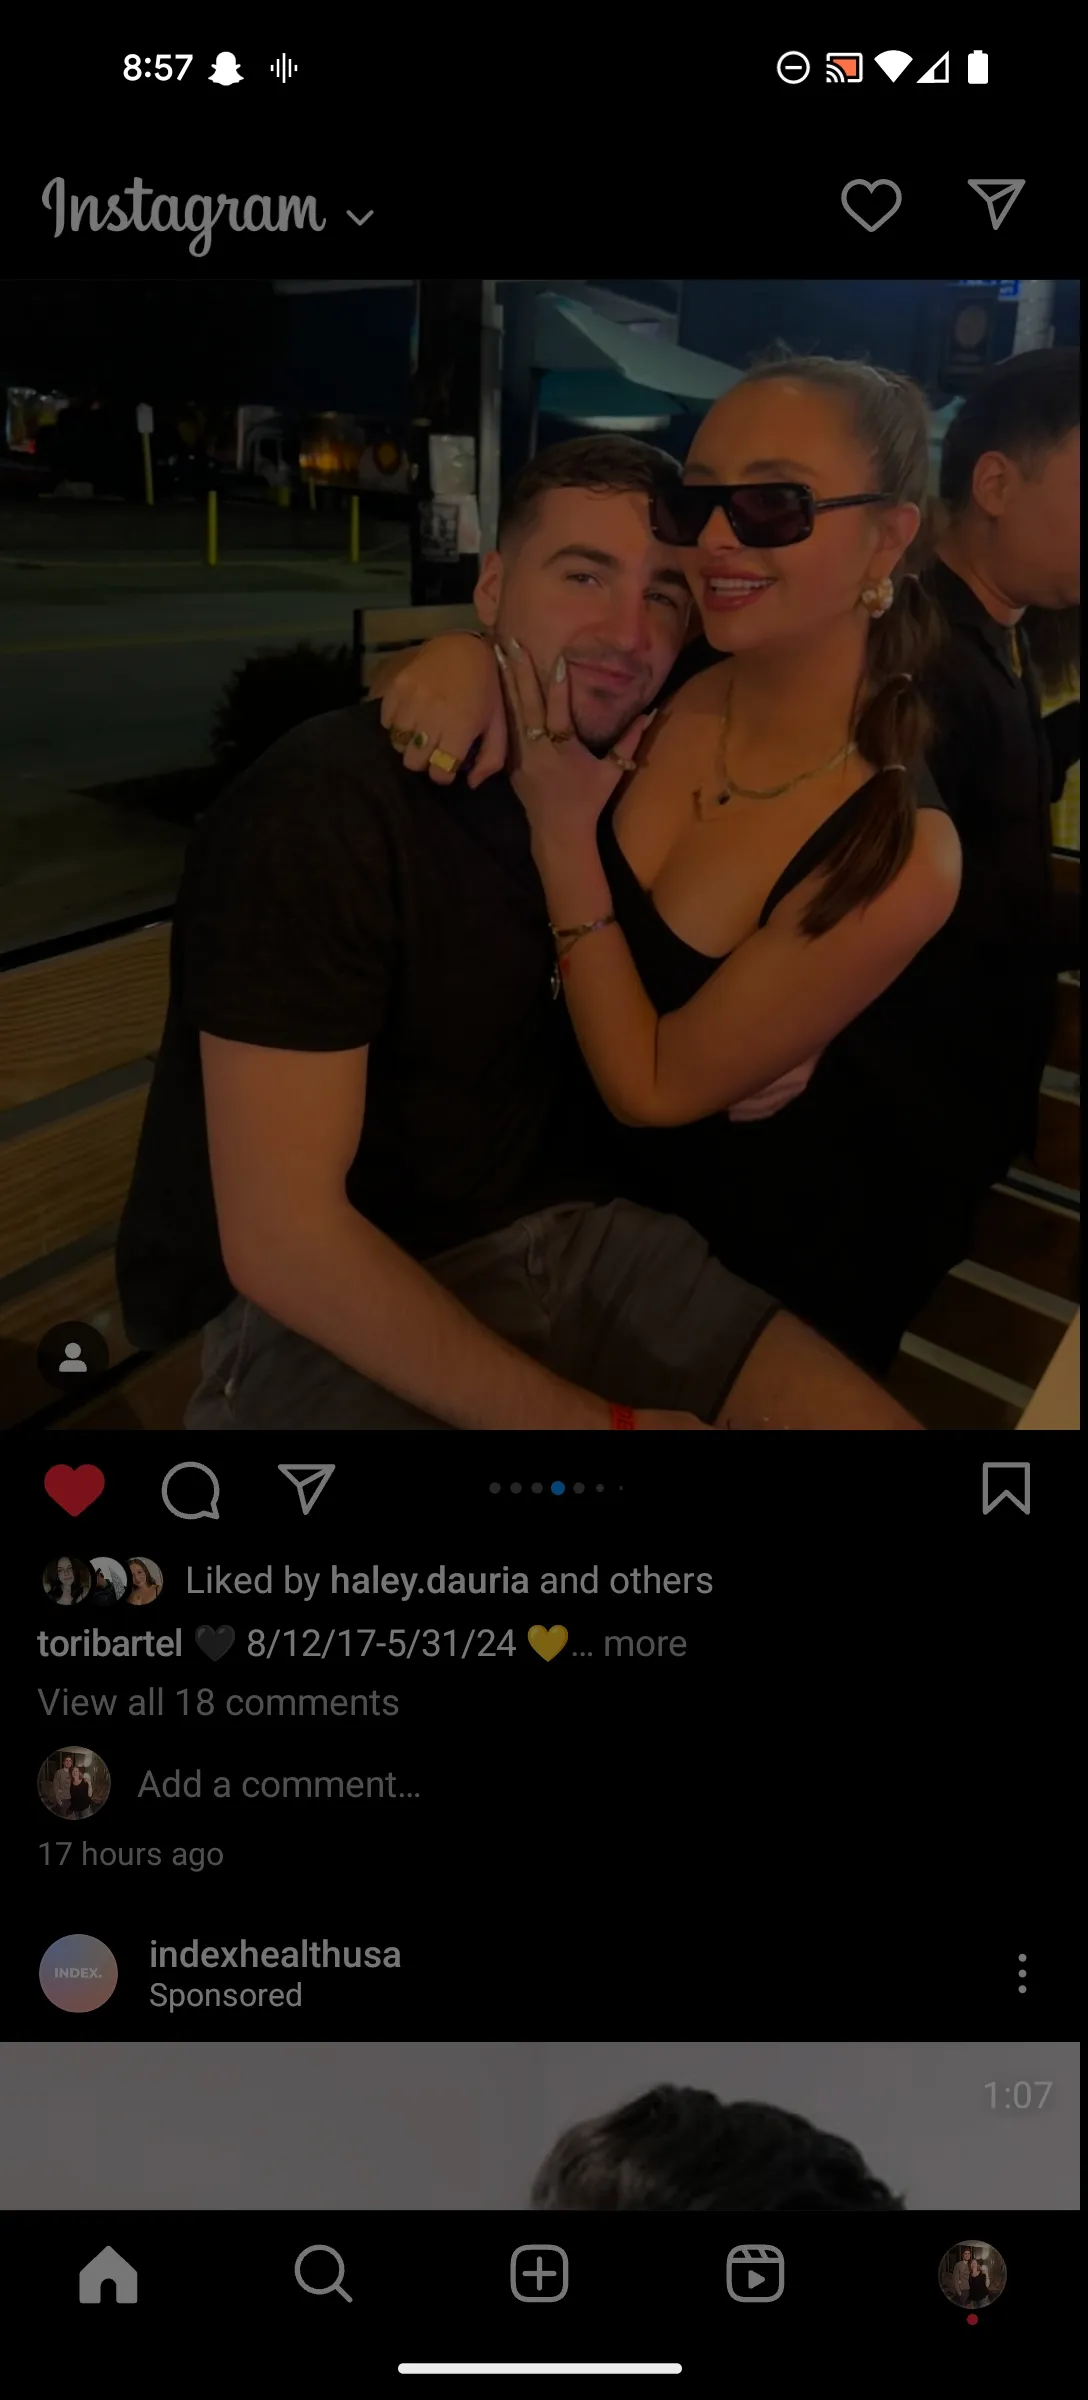 8:57
Instagram
Liked by haley.dauria and others
toribartel 🖤 8/12/17-5/31/24 💛... more
View all 18 comments
Add a comment...
17 hours ago
INDEX.
indexhealthusa
Sponsored
1:07